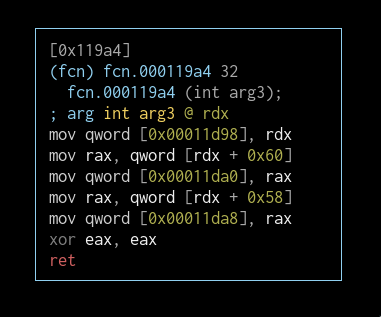 [0x119a4]
(fcn) fcn.000119a4 32
fcn.000119a4 (int arg3);
; arg int arg3 @ rdx
mov qword [0x00011d98], rdx
mov rax, qword [rdx + 0x60]
mov qword [0x00011da0], rax
mov rax, qword [rdx + 0x58]
mov qword [0x00011da8], rax
xor eax, eax
ret